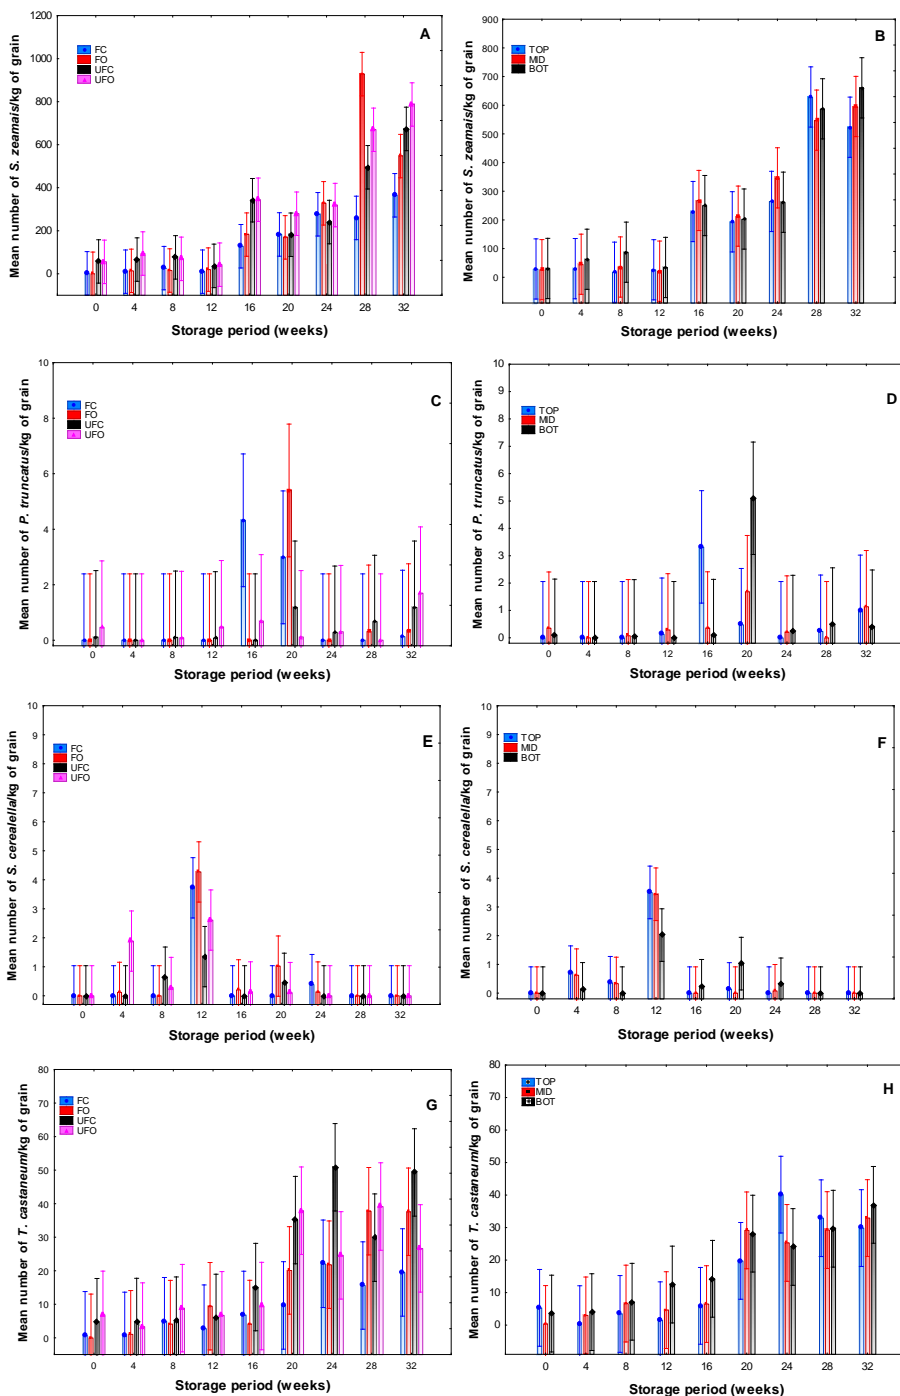 A
FC
FO
UFC
UFO
Mean number of S. zeamais/kg of grain
1200
1000
800
600
400
200
0
0 4 8 12 16 20 24 28 32
Storage period (weeks)
B
TOP
MID
BOT
Mean number of S. zeamais/kg of grain
900
800
700
600
500
400
300
200
100
0
0 4 8 12 16 20 24 28 32
Storage period (weeks)
C
FC
FO
UFC
UFO
Mean number of P. truncatus/kg of grain
10
8
6
4
2
0
0 4 8 12 16 20 24 28 32
Storage period (weeks)
D
TOP
MID
BOT
Mean number of P. truncatus/kg of grain
10
9
8
7
6
5
4
3
2
1
0
0 4 8 12 16 20 24 28 32
Storage period (weeks)
E
FC
FO
UFC
UFO
Mean number of S. cerealella/kg of grain
10
9
8
7
6
5
4
3
2
1
0
0 4 8 12 16 20 24 28 32
Storage period (week)
F
TOP
MID
BOT
Mean number of S. cerealella/kg of grain
10
9
8
7
6
5
4
3
2
1
0
0 4 8 12 16 20 24 28 32
Storage period (weeks)
G
FC
FO
UFC
UFO
Mean number of T. castaneum/kg of grain
80
70
60
50
40
30
20
10
0
0 4 8 12 16 20 24 28 32
Storage period (weeks)
H
TOP
MID
BOT
Mean number of T. castaneum/kg of grain
80
70
60
50
40
30
20
10
0
0 4 8 12 16 20 24 28 32
Storage period (weeks)